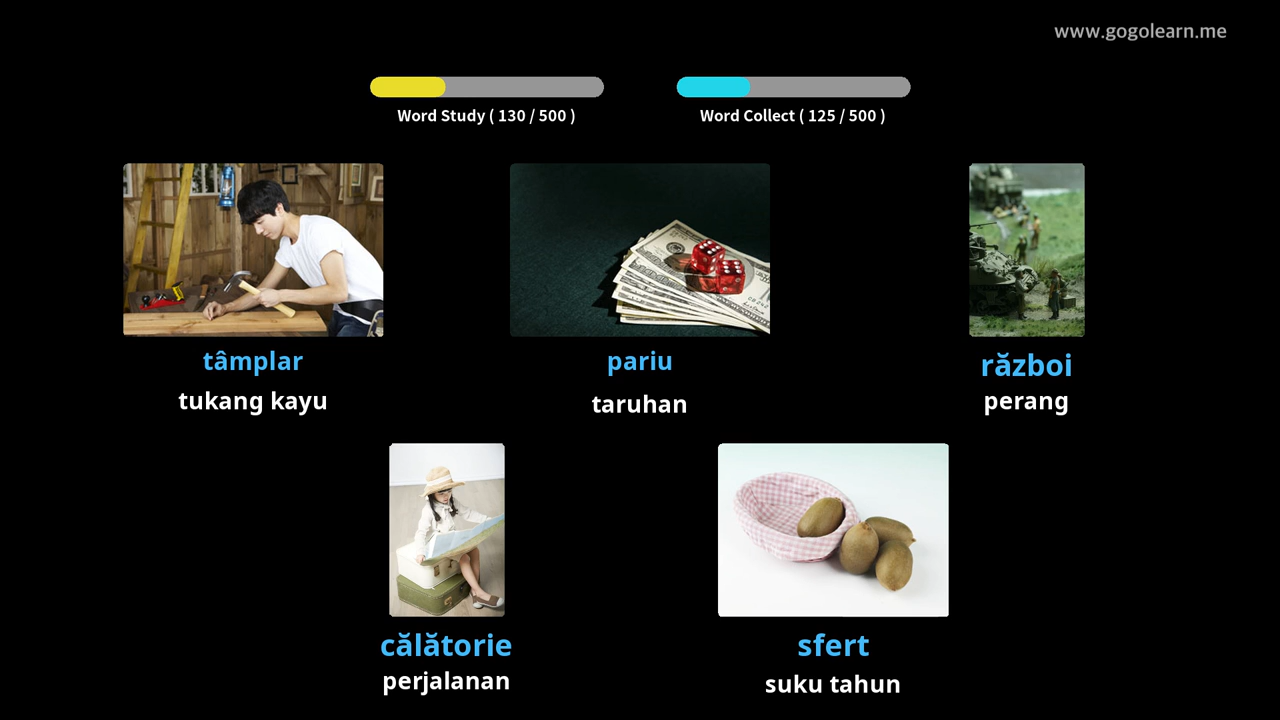 www.gogolearn.me
Word Study ( 130 / 500 )
Word Collect ( 125 / 500 )
tâmplar
tukang kayu
pariu
taruhan
război
perang
călătorie
perjalanan
sfert
suku tahun